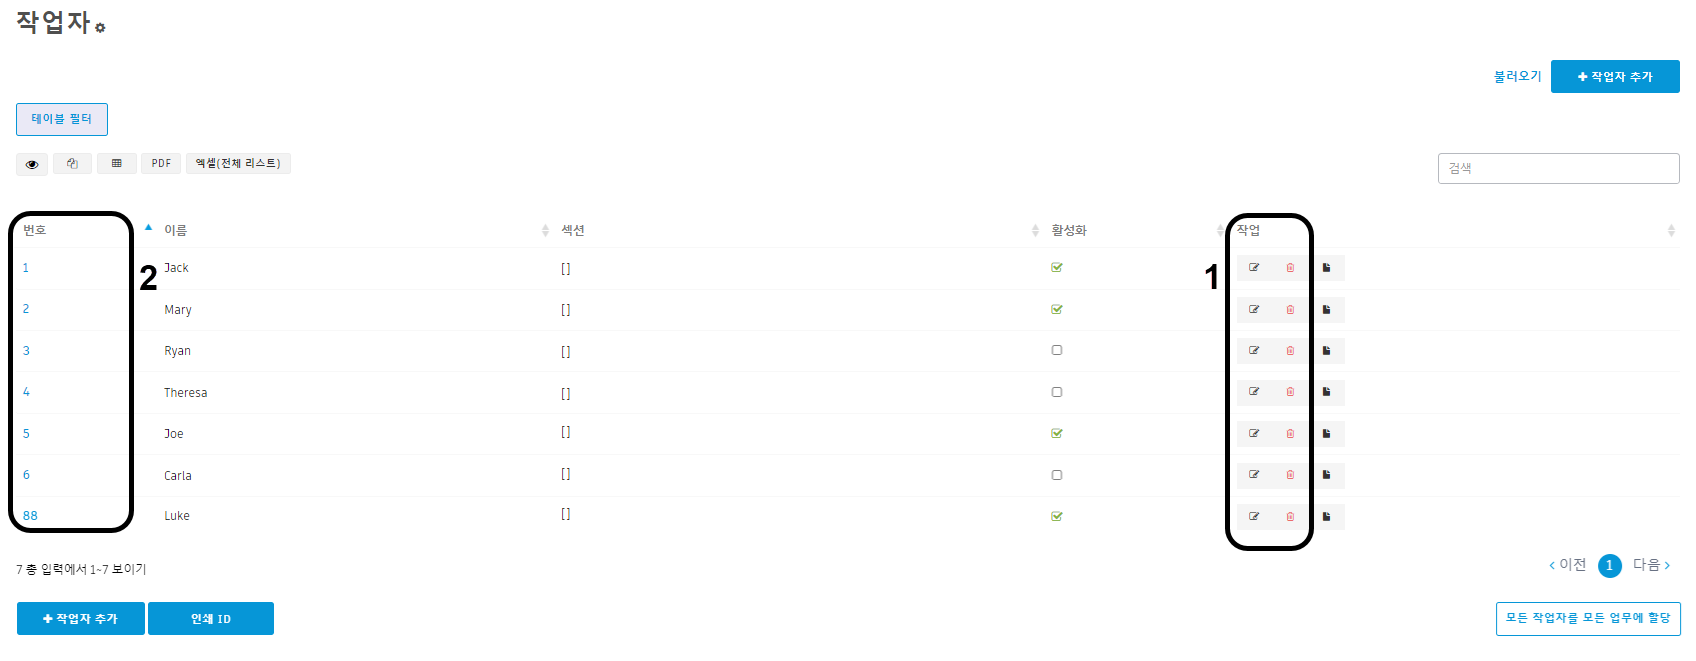 작업자
불러오기 + 작업자 추가
테이블 필터
PDF 엑셀(전체 리스트) 검색
번호 이름 섹션 활성화 작업
1 Jack []
2 1
2 Mary []
3 Ryan []
4 Theresa []
5 Joe []
6 Carla []
88 Luke []
7 총 입력에서 1~7 보이기 ‹ 이전 1 다음 ›
+ 작업자 추가 인쇄 ID 모든 작업자를 모든 업무에 할당